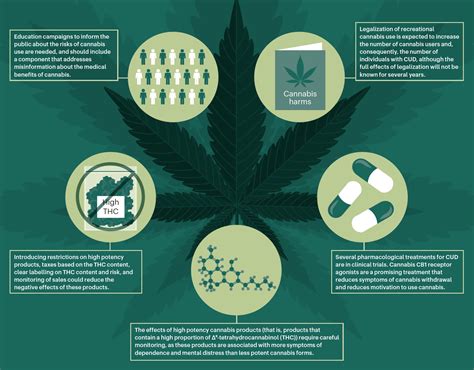 Education campaigns to inform the
public about the risks of cannabis
use are needed, and should include
a component that addresses
misinformation about the medical
benefits of cannabis.
Legalization of recreational
cannabis use is expected to increase
the number of cannabis users and,
consequently, the number of
individuals with CUD, although the
full effects of legalization will not be
known for several years.
Cannabis
harms
High
THC
Introducing restrictions on high potency
products, taxes based on the THC content,
clear labelling on THC content and risk, and
monitoring of sales could reduce the
negative effects of these products.
Several pharmacological treatments for CUD
are in clinical trials. Cannabis CB1 receptor
agonists are a promising treatment that
reduces symptoms of cannabis withdrawal
and reduces motivation to use cannabis.
The effects of high potency cannabis products (that is, products that
contain a high proportion of Δ⁹-tetrahydrocannabinol (THC)) require careful
monitoring, as these products are associated with more symptoms of
dependence and mental distress than less potent cannabis forms.